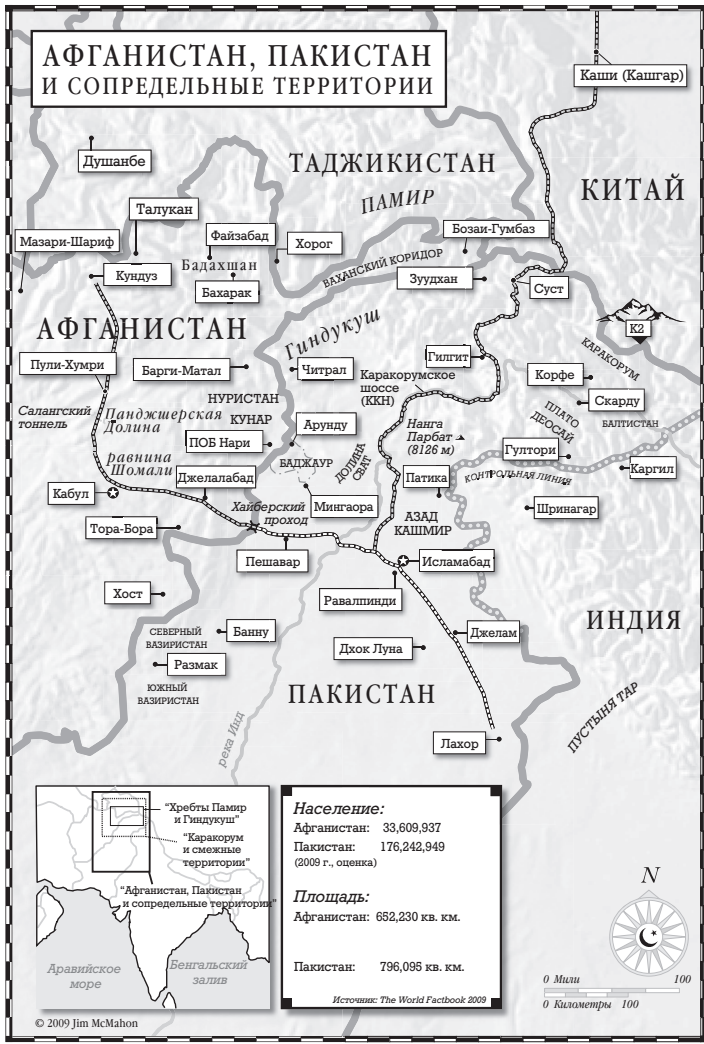 АФГАНИСТАН, ПАКИСТАН
И СОПРЕДЕЛЬНЫЕ ТЕРРИТОРИИ
Каши (Кашгар)
Душанбе
ТАДЖИКИСТАН
КИТАЙ
ПАМИР
Талукан
Мазари-Шариф
Файзабад
Хорог
Бозаи-Гумбаз
Кундуз
Бадахшан
Бахарак
ВАХАНСКИЙ КОРИДОР
Зуудхан
Суст
АФГАНИСТАН
Гиндукуш
К2
Пули-Хумри
Барги-Матал
Читрал
Гилгит
Каракорумское
шоссе
(ККН)
КАРАКОРУМ
Корфе
Скарду
НУРИСТАН
Салангский
тоннель
Панджшерская
Долина
КУНАР
Арунду
Нанга
Парбат
(8126 м)
ПЛАТО
ДЕОСАЙ
БАЛТИСТАН
ПОБ Нари
равнина
Шомали
БАДЖАУР
ДОЛИНА
СВАТ
Гултори
Каргил
Джелалабад
Патика
КОНТРОЛЬНАЯ ЛИНИЯ
Кабул
Хайберский
проход
Мингаора
Шринагар
Тора-Бора
АЗАД
КАШМИР
Пешавар
Исламабад
Хост
Равалпинди
ИНДИЯ
СЕВЕРНЫЙ
ВАЗИРИСТАН
Банну
Джелам
Дхок Луна
Размак
ЮЖНЫЙ
ВАЗИРИСТАН
ПАКИСТАН
ПУСТЫНЯ ТАР
река Инд
Лахор
"Хребты Памир
и Гиндукуш"
"Каракорум
и смежные
территории"
"Афганистан, Пакистан
и сопредельные территории"
Аравийское
море
Бенгальский
залив
Население:
Афганистан: 33,609,937
Пакистан: 176,242,949
(2009 г., оценка)
Площадь:
Афганистан: 652,230 кв. км.
Пакистан: 796,095 кв. км.
Источник: The World Factbook 2009
N
0 Мили 100
0 Километры 100
© 2009 Jim McMahon